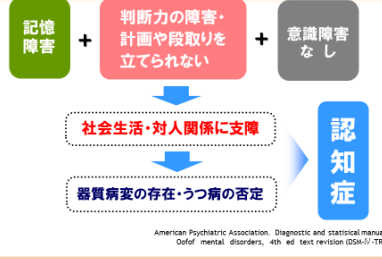 記憶
障害
+
判断力の障害・
計画や段取りを
立てられない
+
意識障害
なし
社会生活・対人関係に支障
器質病変の存在・うつ病の否定
認知症
American Psychiatric Association. Diagnostic and statisical manua
Oofof mental disorders, 4th ed text revision (DSM-Ⅳ-TR